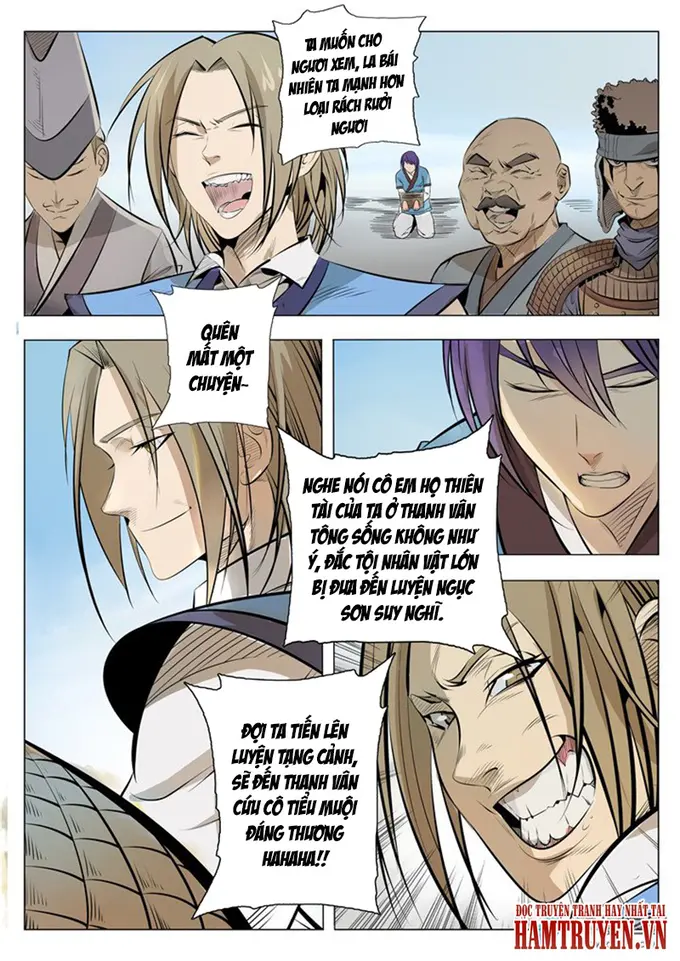 TA MUỐN CHO
NGƯƠI XEM, LA BÁI
NHIÊN TA MẠNH HƠN
LOẠI RÁCH RƯỞI
NGƯƠI
QUÊN
MẤT MỘT
CHUYỆN~
NGHE NÓI CÔ EM HỌ THIÊN
TÀI CỦA TA Ở THANH VÂN
TÔNG SỐNG KHÔNG NHƯ
Ý, ĐẮC TỘI NHÂN VẬT LỚN
BỊ ĐƯA ĐẾN LUYỆN NGỤC
SƠN SUY NGHĨ.
ĐỢI TA TIẾN LÊN
LUYỆN TẠNG CẢNH,
SẼ ĐẾN THANH VÂN
CỨU CÔ TIỂU MUỘI
ĐÁNG THƯƠNG
HAHAHA!!
ĐỌC TRUYỆN TRANH HAY NHẤT TẠI
HAMTRUYEN.VN